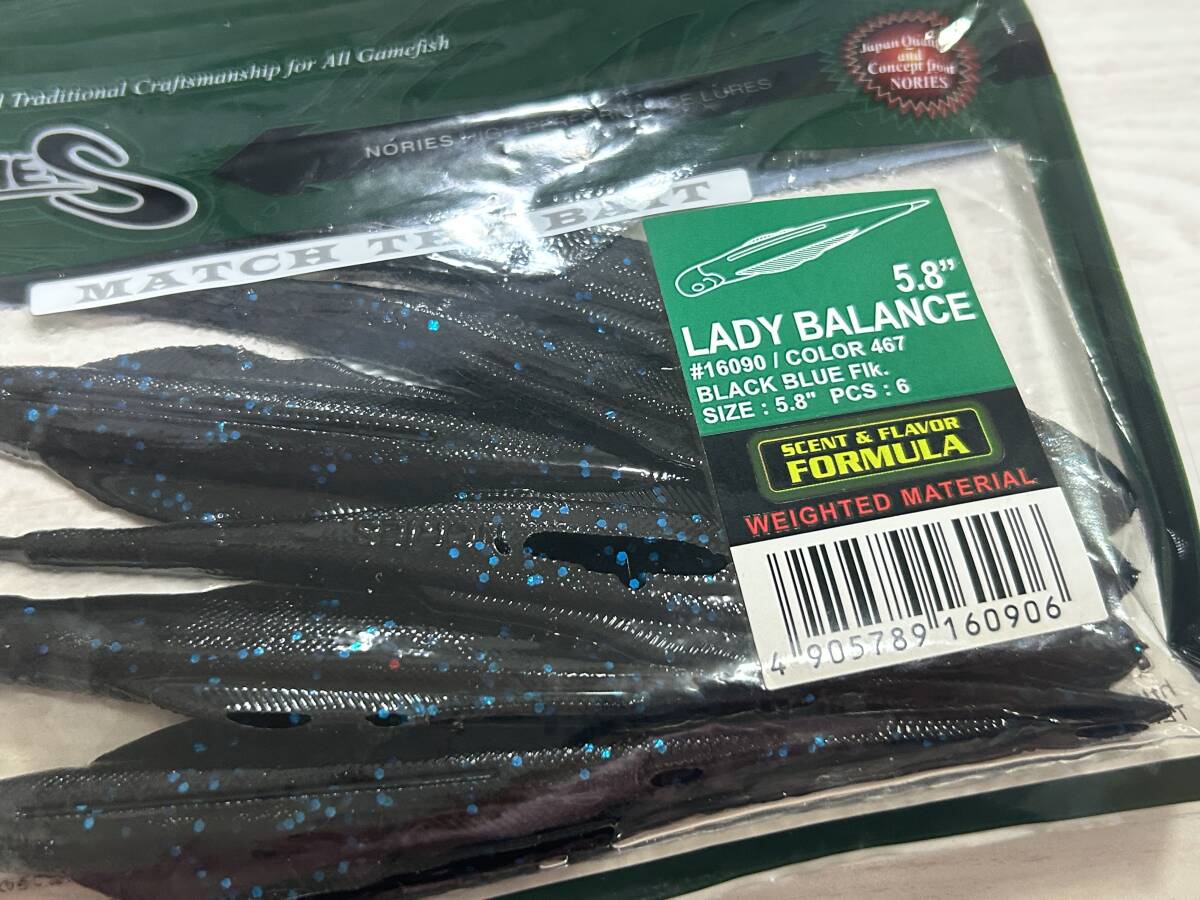 Traditional Craftsmanship for All Gamefish
Japan Quality
and
Concept from
NORIES
NORIES HIGH PERFORMANCE LURES
IES
MATCH THE BAIT
5.8"
LADY BALANCE
#16090 / COLOR 467
BLACK BLUE Flk.
SIZE : 5.8" PCS : 6
SCENT & FLAVOR
FORMULA
WEIGHTED MATERIAL
4 905789 160906